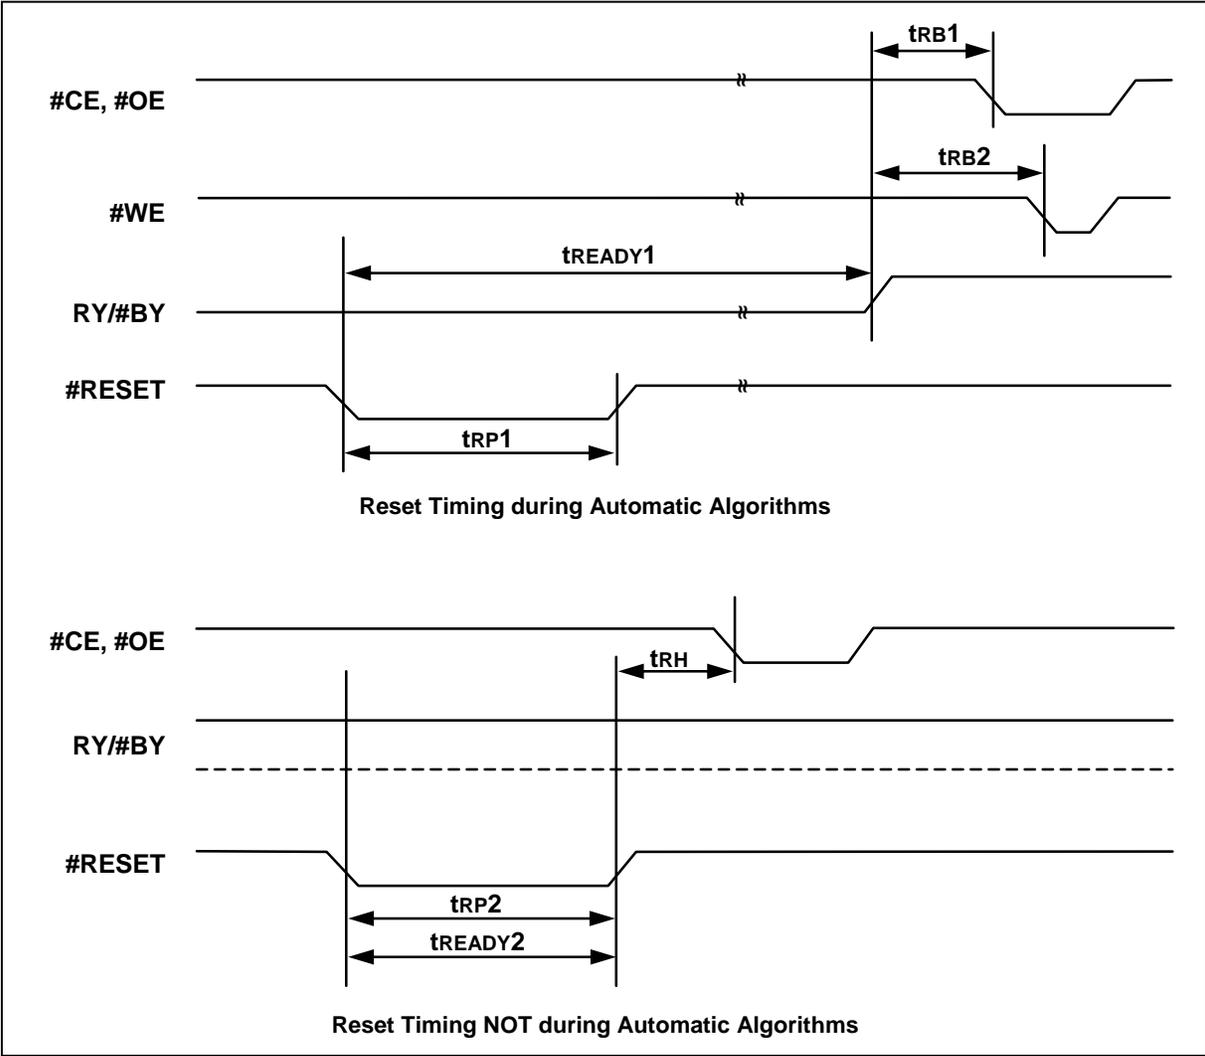 tRB1
#CE, #OE
tRB2
#WE
tREADY1
RY/#BY
#RESET
tRP1
Reset Timing during Automatic Algorithms
#CE, #OE
tRH
RY/#BY
#RESET
tRP2
tREADY2
Reset Timing NOT during Automatic Algorithms